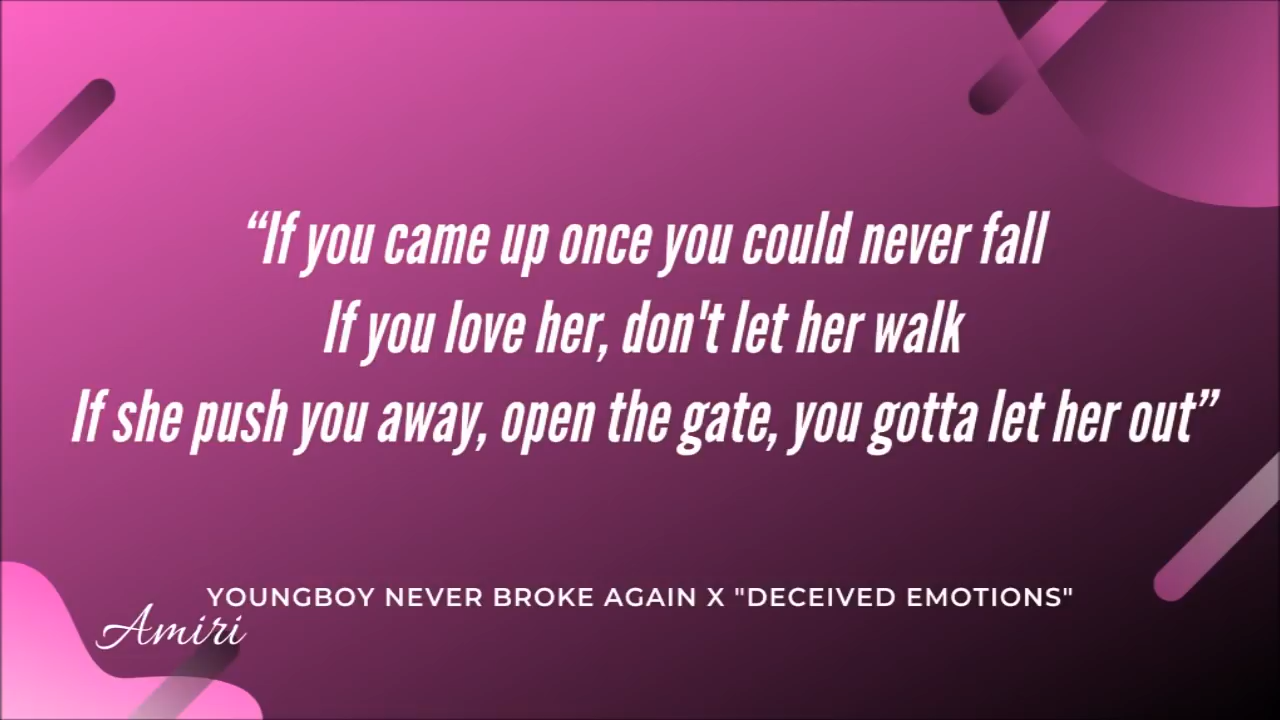 “If you came up once you could never fall
If you love her, don't let her walk
If she push you away, open the gate, you gotta let her out”
YOUNGBOY NEVER BROKE AGAIN X "DECEIVED EMOTIONS"
Amiri